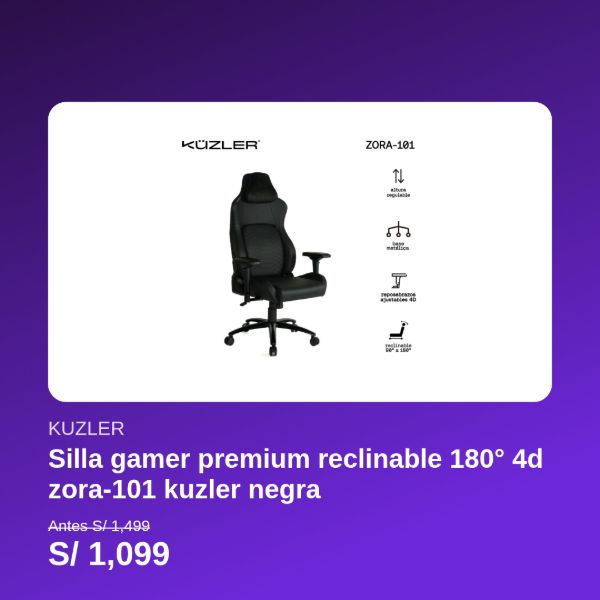 KÜZLER
ZORA-101
altura
regulable
base
metálica
reposabrazos
ajustables 4D
reclinable
90° a 180°
KUZLER
Silla gamer premium reclinable 180° 4d
zora-101 kuzler negra
Antes S/ 1,499
S/ 1,099